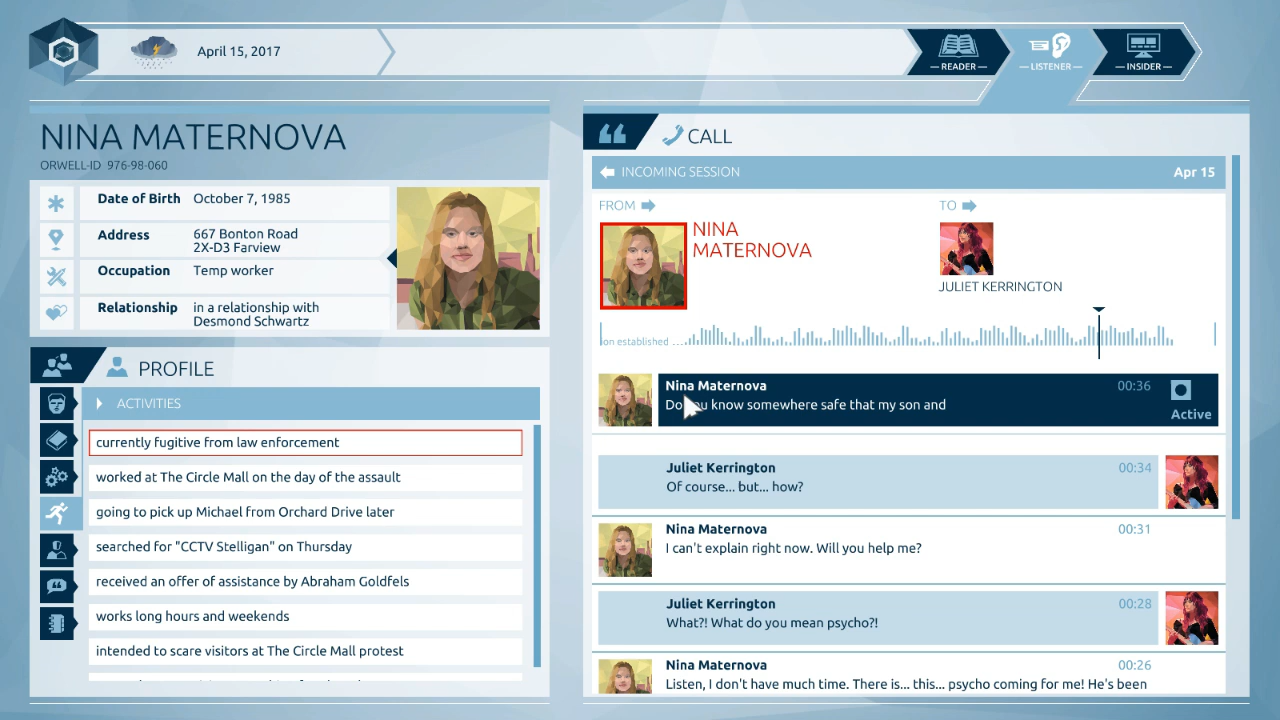 April 15, 2017
— READER —
— LISTENER —
— INSIDER —
NINA MATERNOVA
ORWELL-ID 976-98-060
Date of Birth October 7, 1985
Address 667 Bonton Road
2X-D3 Farview
Occupation Temp worker
Relationship in a relationship with
Desmond Schwartz
PROFILE
ACTIVITIES
currently fugitive from law enforcement
worked at The Circle Mall on the day of the assault
going to pick up Michael from Orchard Drive later
searched for "CCTV Stelligan" on Thursday
received an offer of assistance by Abraham Goldfels
works long hours and weekends
intended to scare visitors at The Circle Mall protest
CALL
INCOMING SESSION Apr 15
FROM TO
NINA
MATERNOVA
JULIET KERRINGTON
on established ...
Nina Maternova 00:36
Do you know somewhere safe that my son and
Active
Juliet Kerrington 00:34
Of course... but... how?
Nina Maternova 00:31
I can't explain right now. Will you help me?
Juliet Kerrington 00:28
What?! What do you mean psycho?!
Nina Maternova 00:26
Listen, I don't have much time. There is... this... psycho coming for me! He's been